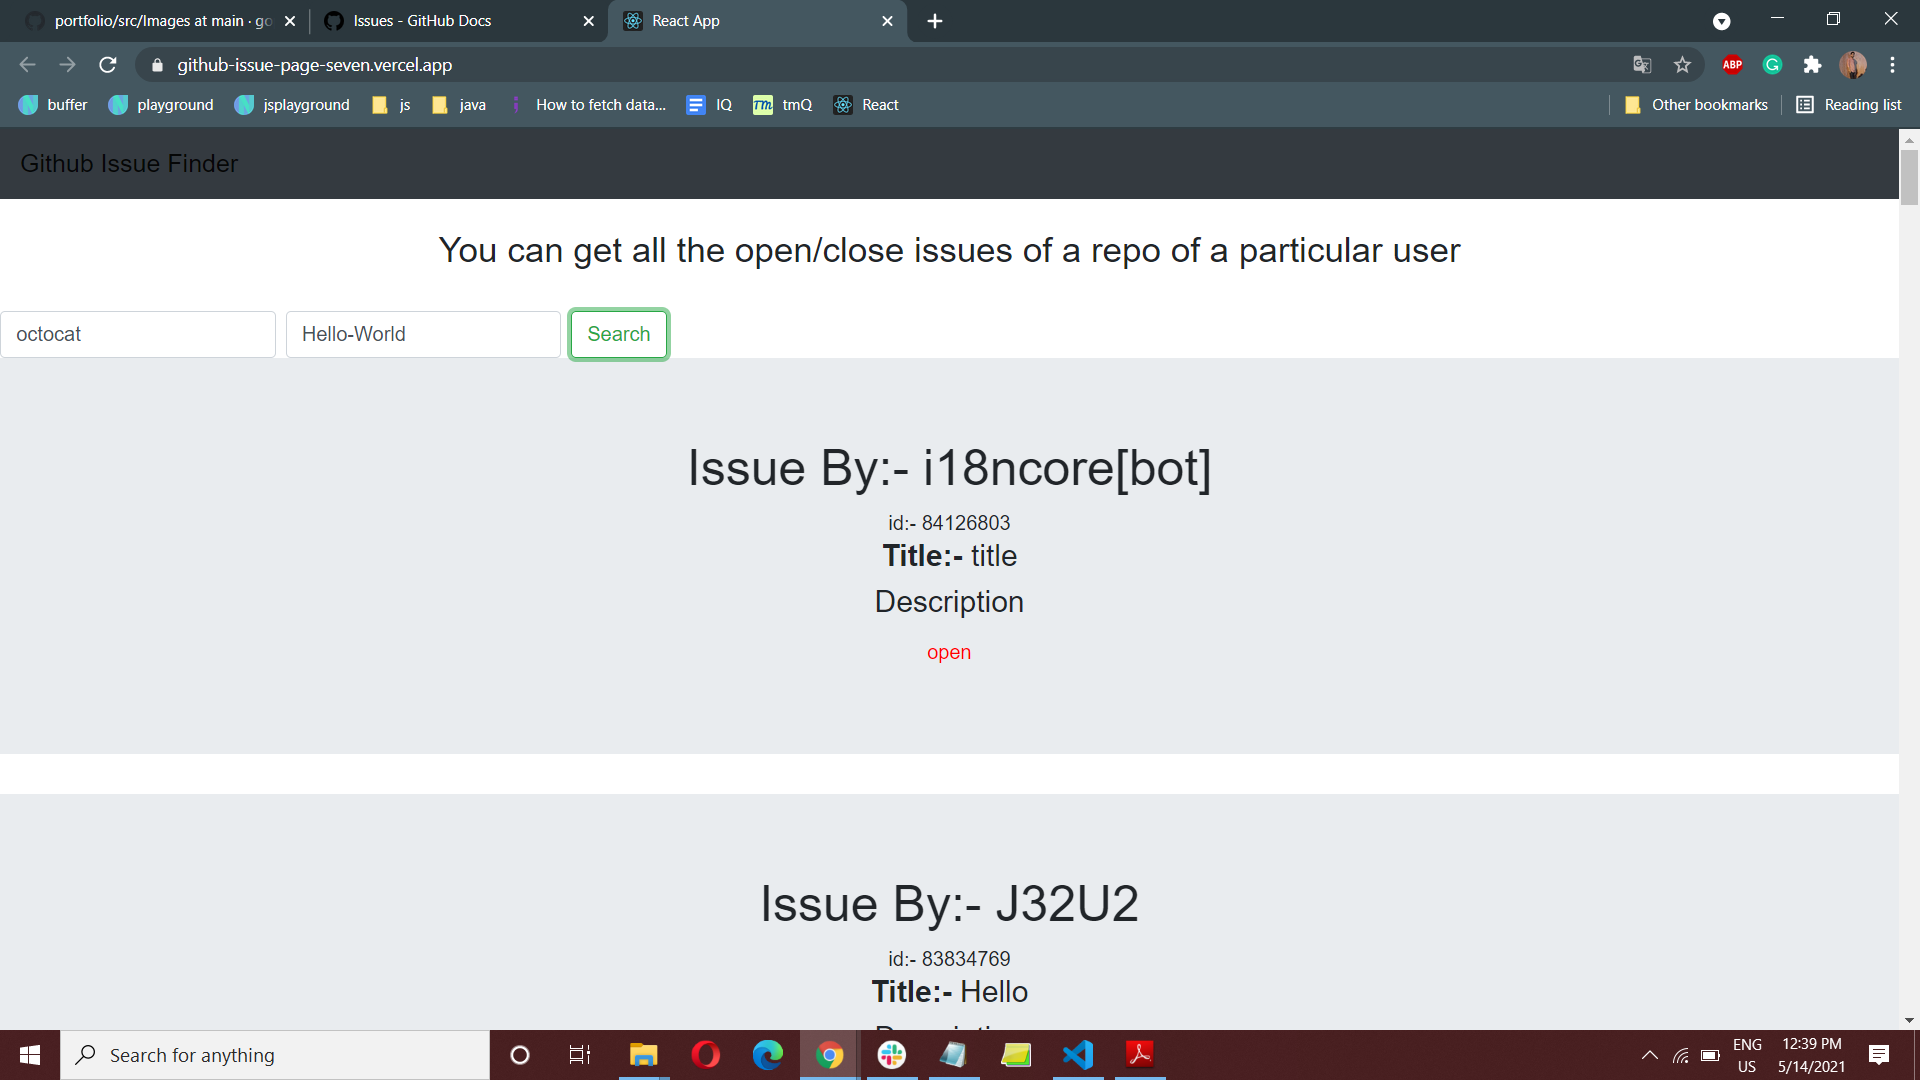 portfolio/src/Images at main · go
Issues - GitHub Docs
React App
github-issue-page-seven.vercel.app
ABP
buffer
playground
jsplayground
js
java
How to fetch data...
IQ
Tm
tmQ
React
Other bookmarks
Reading list
Github Issue Finder
You can get all the open/close issues of a repo of a particular user
octocat
Hello-World
Search
Issue By:- i18ncore[bot]
id:- 84126803
Title:- title
Description
open
Issue By:- J32U2
id:- 83834769
Title:- Hello
Search for anything
ENG
US
12:39 PM
5/14/2021